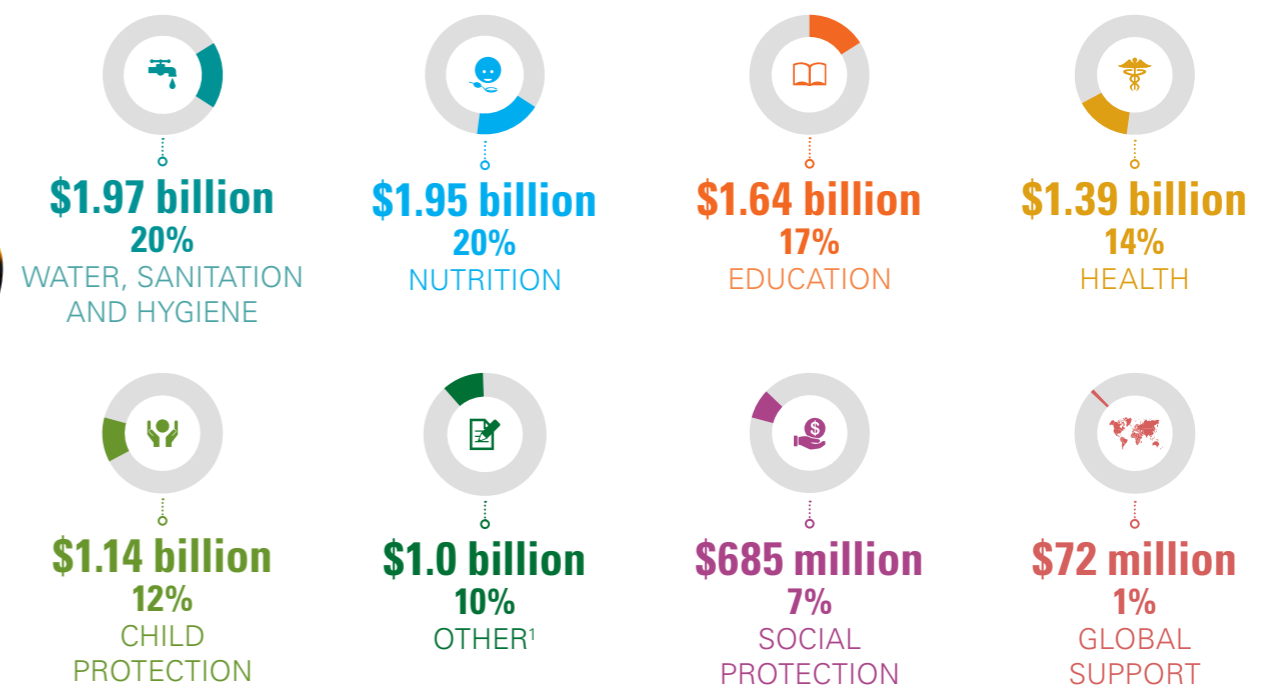 $1.97 billion
20%
WATER, SANITATION
AND HYGIENE
$1.95 billion
20%
NUTRITION
$1.64 billion
17%
EDUCATION
$1.39 billion
14%
HEALTH
$1.14 billion
12%
CHILD
PROTECTION
$1.0 billion
10%
OTHER¹
$685 million
7%
SOCIAL
PROTECTION
$72 million
1%
GLOBAL
SUPPORT